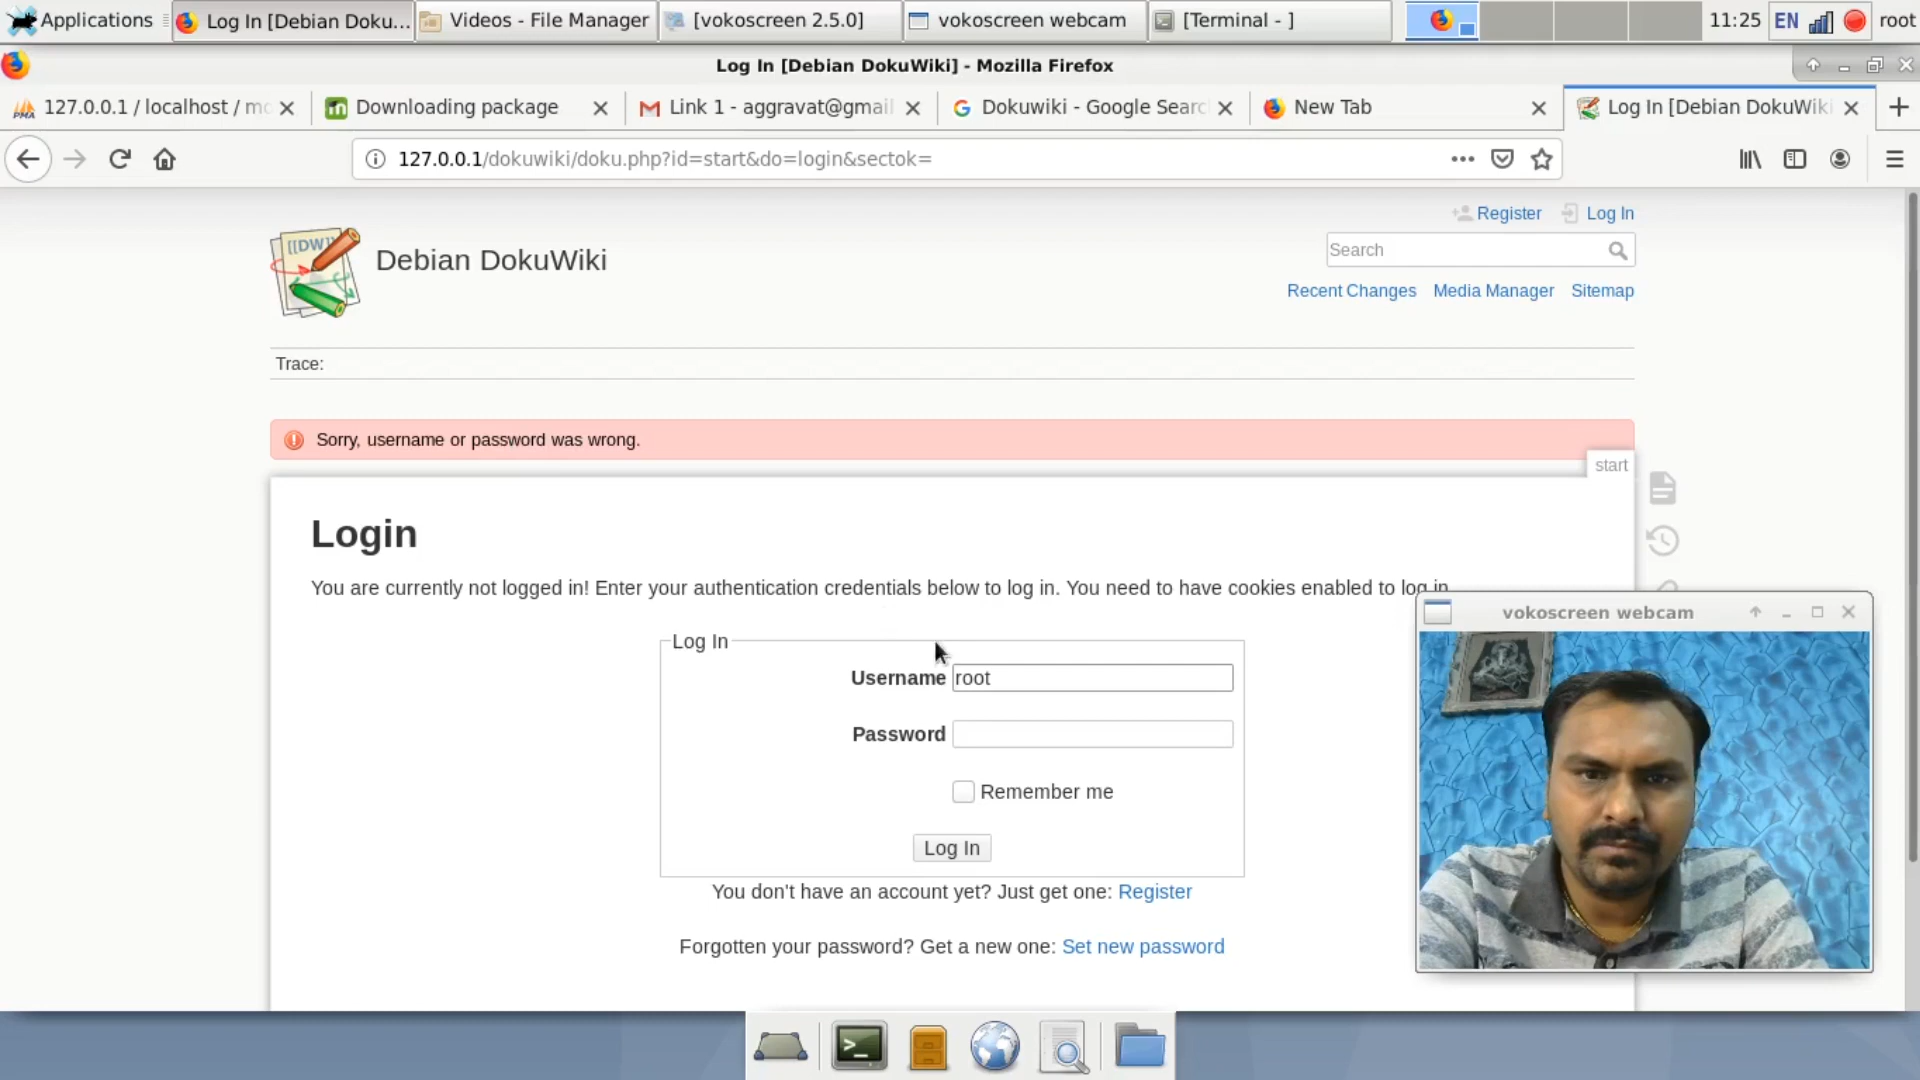 Applications
Log In [Debian Doku...
Videos - File Manager
[vokoscreen 2.5.0]
vokoscreen webcam
[Terminal - ]
11:25
EN
root
Log In [Debian DokuWiki] - Mozilla Firefox
PMA
127.0.0.1 / localhost / mo
Downloading package
Link 1 - aggravat@gmail
Dokuwiki - Google Searc
New Tab
Log In [Debian DokuWiki
127.0.0.1/dokuwiki/doku.php?id=start&do=login&sectok=
Register
Log In
[[DW]]
Debian DokuWiki
Search
Recent Changes
Media Manager
Sitemap
Trace:
Sorry, username or password was wrong.
start
Login
You are currently not logged in! Enter your authentication credentials below to log in. You need to have cookies enabled to log in
vokoscreen webcam
Log In
Username root
Password
Remember me
Log In
You don't have an account yet? Just get one: Register
Forgotten your password? Get a new one: Set new password